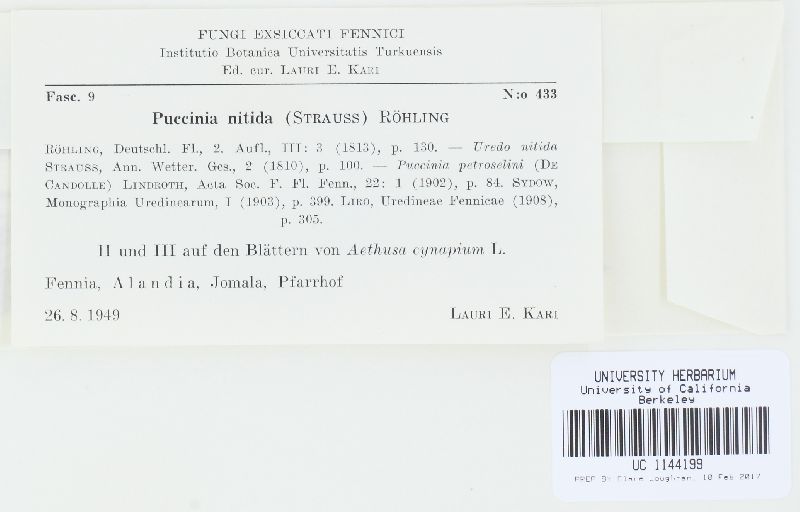 FUNGI EXSICCATI FENNICI
Institutio Botanica Universitatis Turkuensis
Ed. cur. LAURI E. KARI
Fasc. 9 N:o 433
Puccinia nitida (STRAUSS) RÖHLING
RÖHLING, Deutschl. Fl., 2. Aufl., III: 3 (1813), p. 130. — Uredo nitida
STRAUSS, Ann. Wetter. Ges., 2 (1810), p. 100. — Puccinia petroselini (DE
CANDOLLE) LINDROTH, Acta Soc. F. Fl. Fenn., 22: 1 (1902), p. 84. SYDOW,
Monographia Uredinearum, I (1903), p. 399. LIRO, Uredineae Fennicae (1908),
p. 305.
II und III auf den Blättern von Aethusa cynapium L.
Fennia, Alandia, Jomala, Pfarrhof
26. 8. 1949 LAURI E. KARI
UNIVERSITY HERBARIUM
University of California
Berkeley
UC 1144199
PREP BY Clare Loughran, 10 Feb 2017